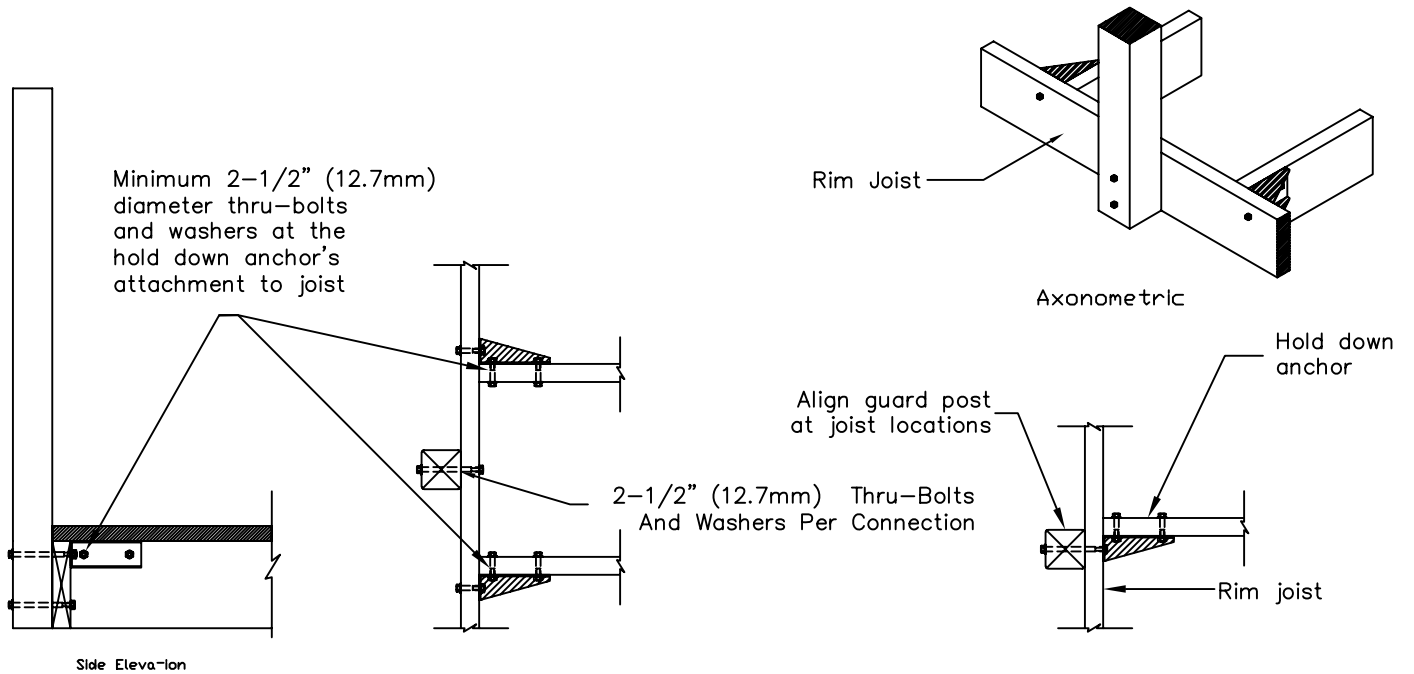 Minimum 2-1/2" (12.7mm)
diameter thru-bolts
and washers at the
hold down anchor's
attachment to joist
Side Eleva-ion
2-1/2" (12.7mm) Thru-Bolts
And Washers Per Connection
Rim Joist
Axonometric
Hold down
anchor
Align guard post
at joist locations
Rim joist